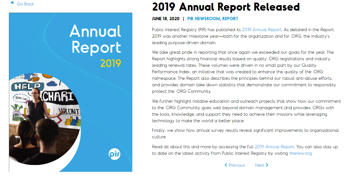 Go Back
Annual
Report
2019
HELP
CHART
pir
2019 Annual Report Released
JUNE 18, 2020 | PIR NEWSROOM, REPORT
Public Interest Registry (PIR) has published its 2019 Annual Report. As detailed in the Report,
2019 was another milestone year—both for the organization and for .ORG, the industry's
leading purpose-driven domain.
We take great pride in reporting that once again we exceeded our goals for the year. The
Report highlights strong financial results based on quality .ORG registrations and industry-
leading renewal rates. These volumes were driven in no small part by our Quality
Performance Index, an initiative that was created to enhance the quality of the .ORG
namespace. The Report also describes the principles behind our robust anti-abuse efforts,
and provides domain take down statistics that demonstrate our commitment to responsibly
protect the .ORG Community.
We further highlight notable education and outreach projects that show how our commitment
to the .ORG Community goes well beyond domain management and provides .ORGs with
the tools, knowledge, and support they need to achieve their missions while leveraging
technology to make the world a better place.
Finally, we show how annual survey results reveal significant improvements to organizational
culture.
Read all about this and more by accessing the full 2019 Annual Report. You can also stay up
to date on the latest activity from Public Interest Registry by visiting thenew.org.
Previous Next